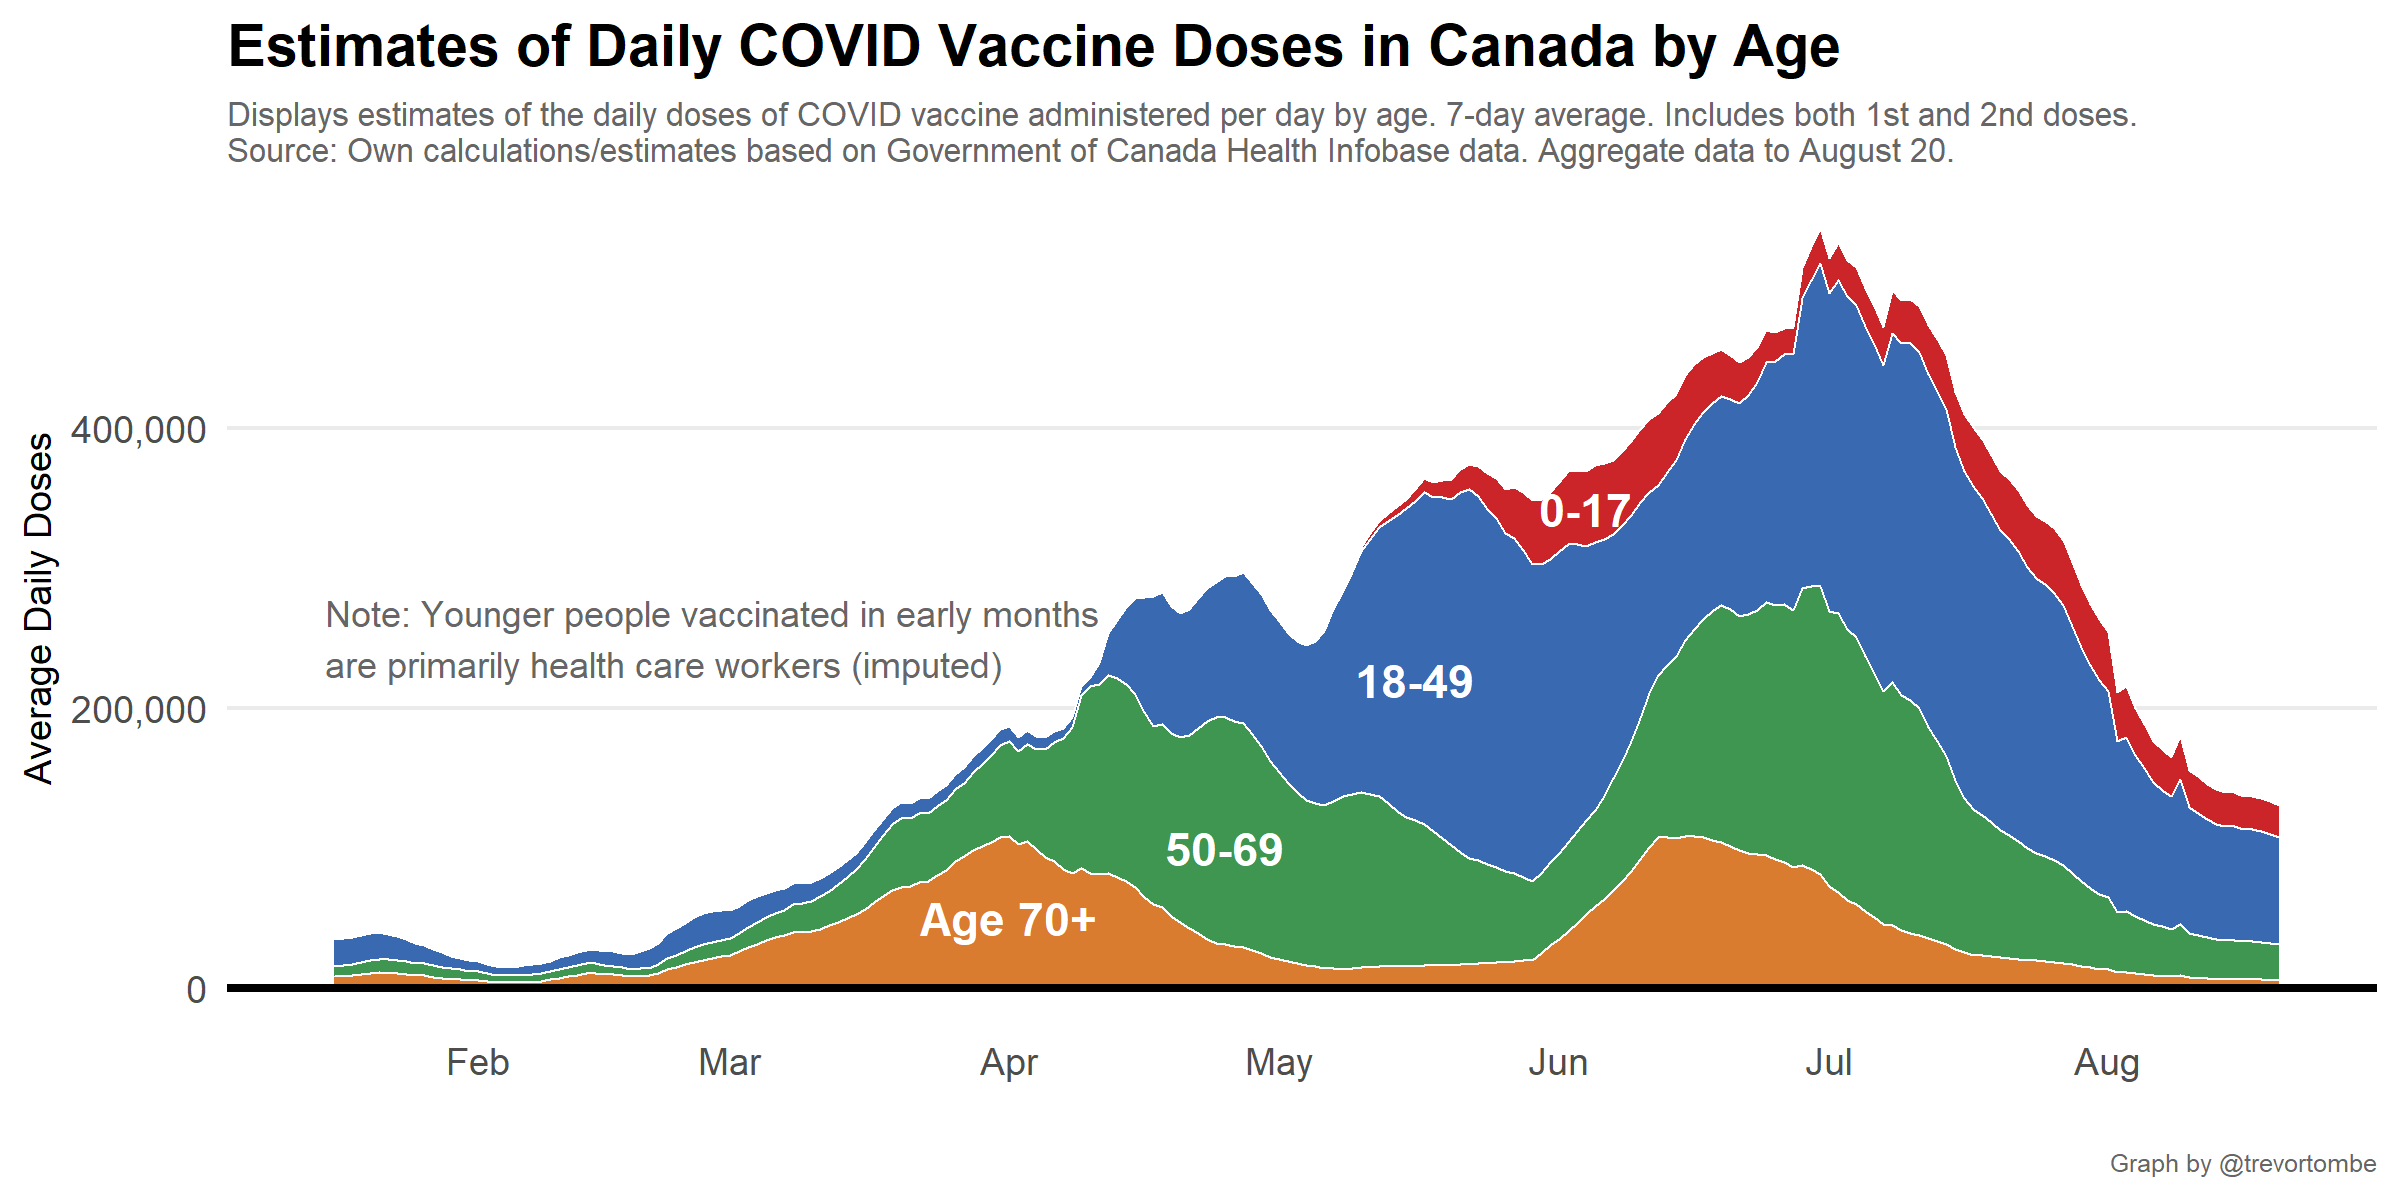 Estimates of Daily COVID Vaccine Doses in Canada by Age
Displays estimates of the daily doses of COVID vaccine administered per day by age. 7-day average. Includes both 1st and 2nd doses.
Source: Own calculations/estimates based on Government of Canada Health Infobase data. Aggregate data to August 20.
Average Daily Doses
400,000
200,000
0
Note: Younger people vaccinated in early months
are primarily health care workers (imputed)
0-17
18-49
50-69
Age 70+
Feb
Mar
Apr
May
Jun
Jul
Aug
Graph by @trevortombe